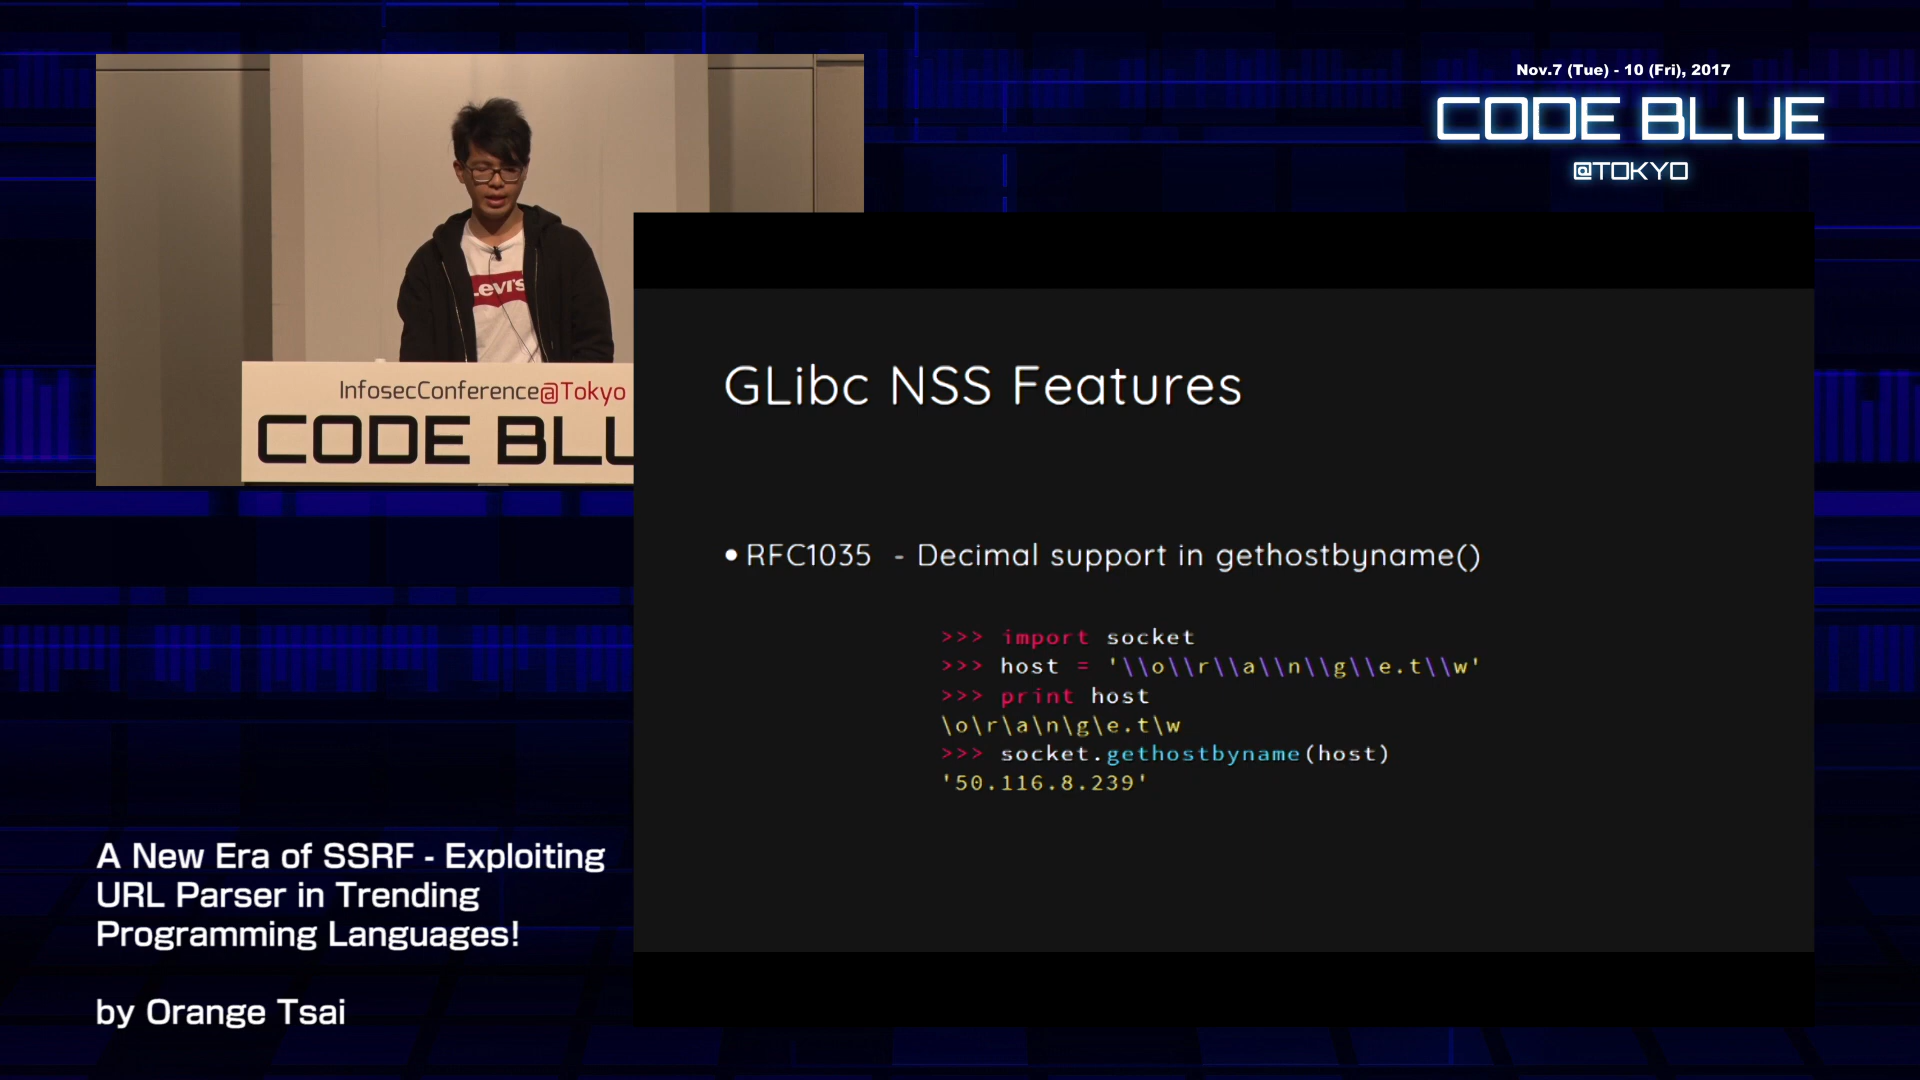 Nov.7 (Tue) - 10 (Fri), 2017
CODE BLUE
@TOKYO
Levi's
InfosecConference@Tokyo
CODE BLU
GLibc NSS Features
• RFC1035 - Decimal support in gethostbyname()
>>> import socket
>>> host = '\\o\\r\\a\\n\\g\\e.t\\w'
>>> print host
\o\r\a\n\g\e.t\w
>>> socket.gethostbyname(host)
'50.116.8.239'
A New Era of SSRF - Exploiting
URL Parser in Trending
Programming Languages!
by Orange Tsai